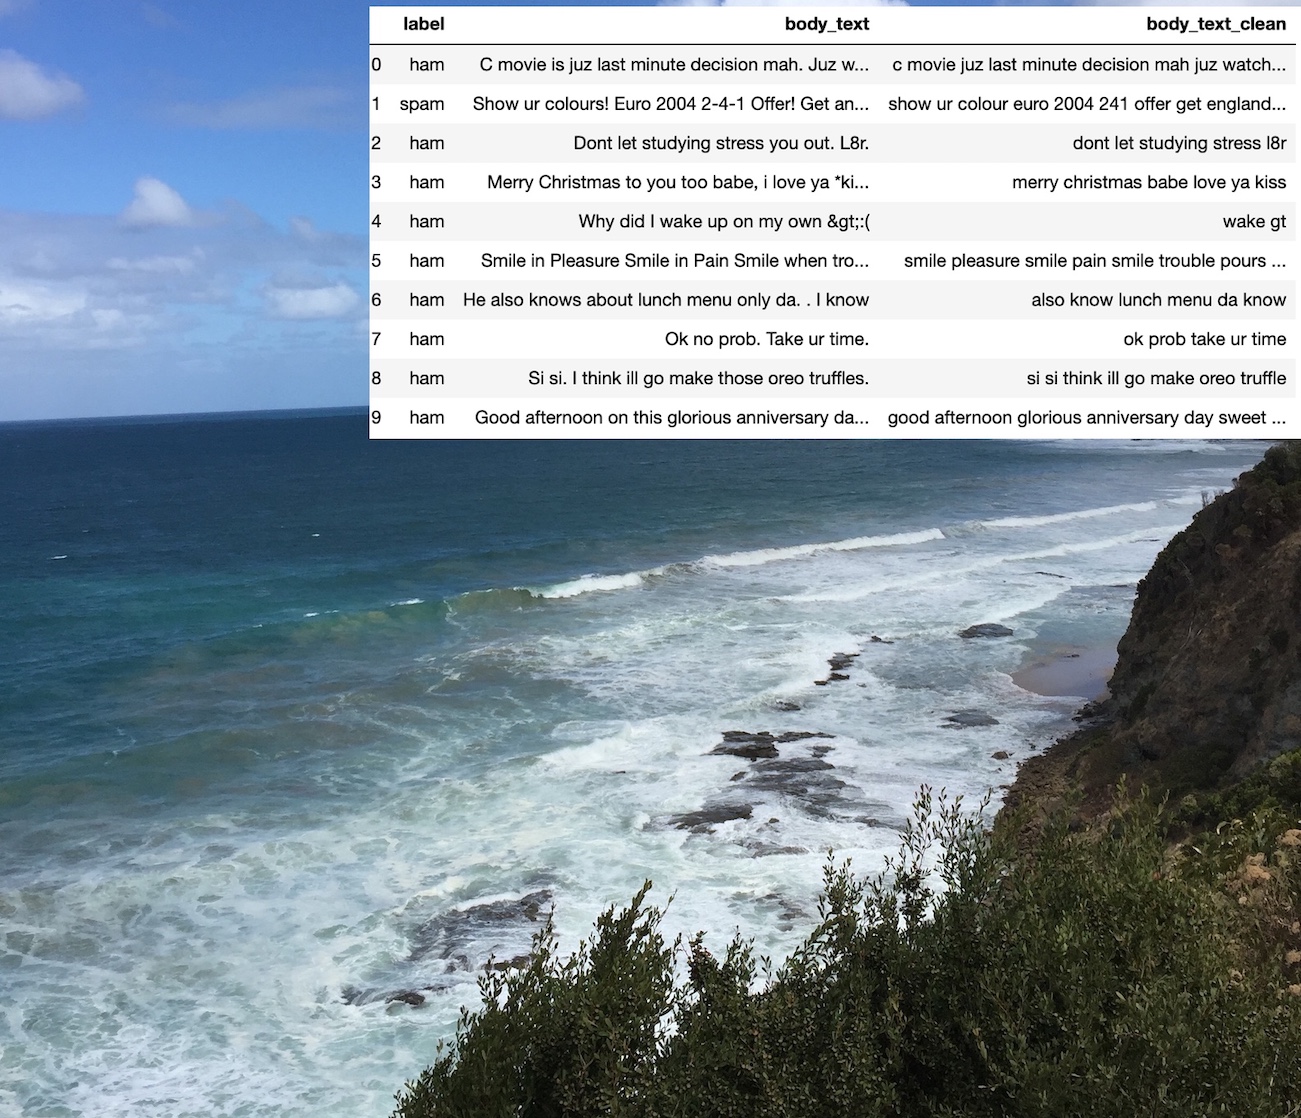 label body_text body_text_clean
0 ham C movie is juz last minute decision mah. Juz w... c movie juz last minute decision mah juz watch...
1 spam Show ur colours! Euro 2004 2-4-1 Offer! Get an... show ur colour euro 2004 241 offer get england...
2 ham Dont let studying stress you out. L8r. dont let studying stress l8r
3 ham Merry Christmas to you too babe, i love ya *ki... merry christmas babe love ya kiss
4 ham Why did I wake up on my own &gt;:( wake gt
5 ham Smile in Pleasure Smile in Pain Smile when tro... smile pleasure smile pain smile trouble pours ...
6 ham He also knows about lunch menu only da. . I know also know lunch menu da know
7 ham Ok no prob. Take ur time. ok prob take ur time
8 ham Si si. I think ill go make those oreo truffles. si si think ill go make oreo truffle
9 ham Good afternoon on this glorious anniversary da... good afternoon glorious anniversary day sweet ...